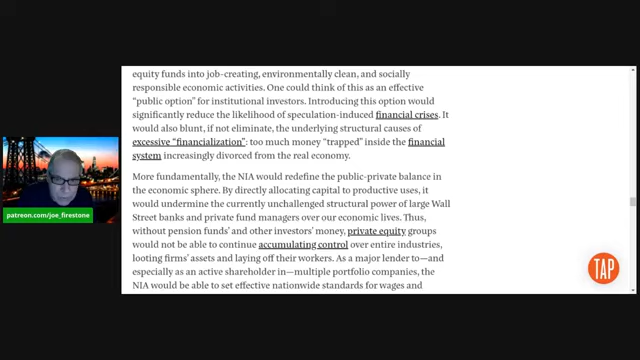 equity funds into job-creating, environmentally clean, and socially
responsible economic activities. One could think of this as an effective
“public option” for institutional investors. Introducing this option would
significantly reduce the likelihood of speculation-induced financial crises. It
would also blunt, if not eliminate, the underlying structural causes of
excessive “financialization”: too much money “trapped” inside the financial
system increasingly divorced from the real economy.
More fundamentally, the NIA would redefine the public-private balance in
the economic sphere. By directly allocating capital to productive uses, it
would undermine the currently unchallenged structural power of large Wall
Street banks and private fund managers over our economic lives. Thus,
without pension funds’ and other investors’ money, private equity groups
would not be able to continue accumulating control over entire industries,
looting firms’ assets and laying off their workers. As a major lender to—and
especially as an active shareholder in—multiple portfolio companies, the
NIA would be able to set effective nationwide standards for wages and
patreon.com/joe_firestone
TAP